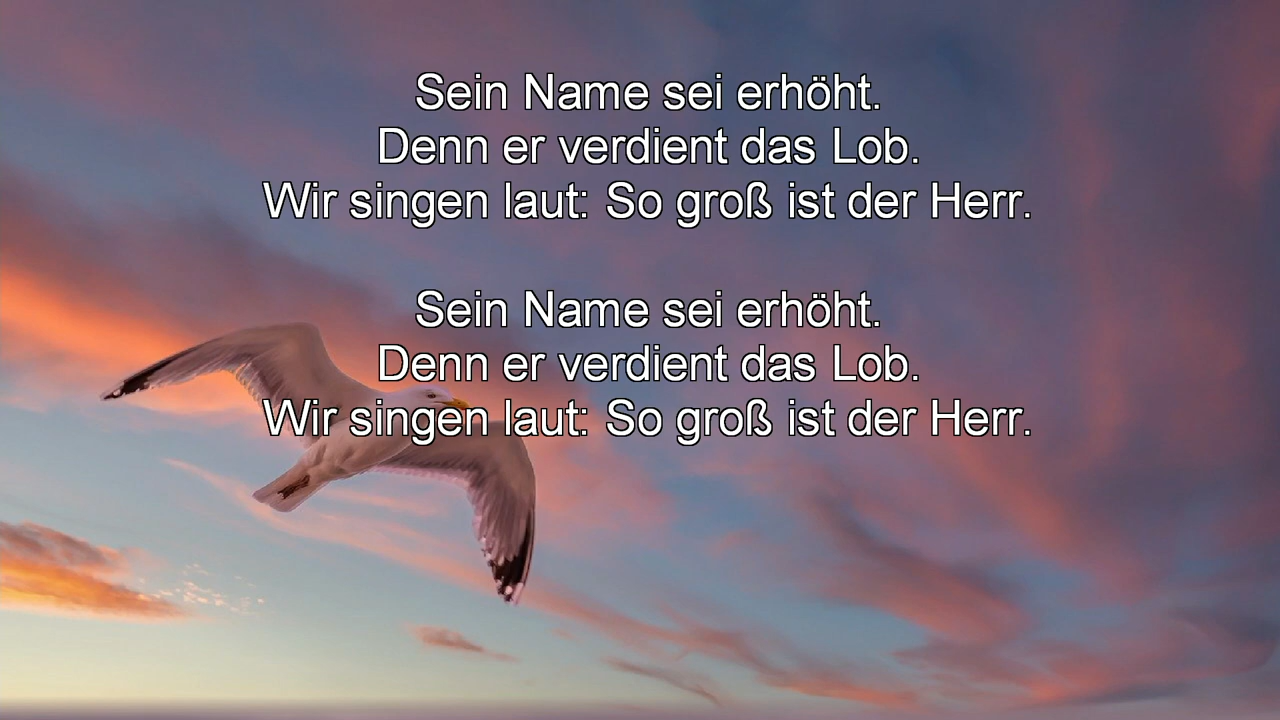 Sein Name sei erhöht.
Denn er verdient das Lob.
Wir singen laut: So groß ist der Herr.
Sein Name sei erhöht.
Denn er verdient das Lob.
Wir singen laut: So groß ist der Herr.